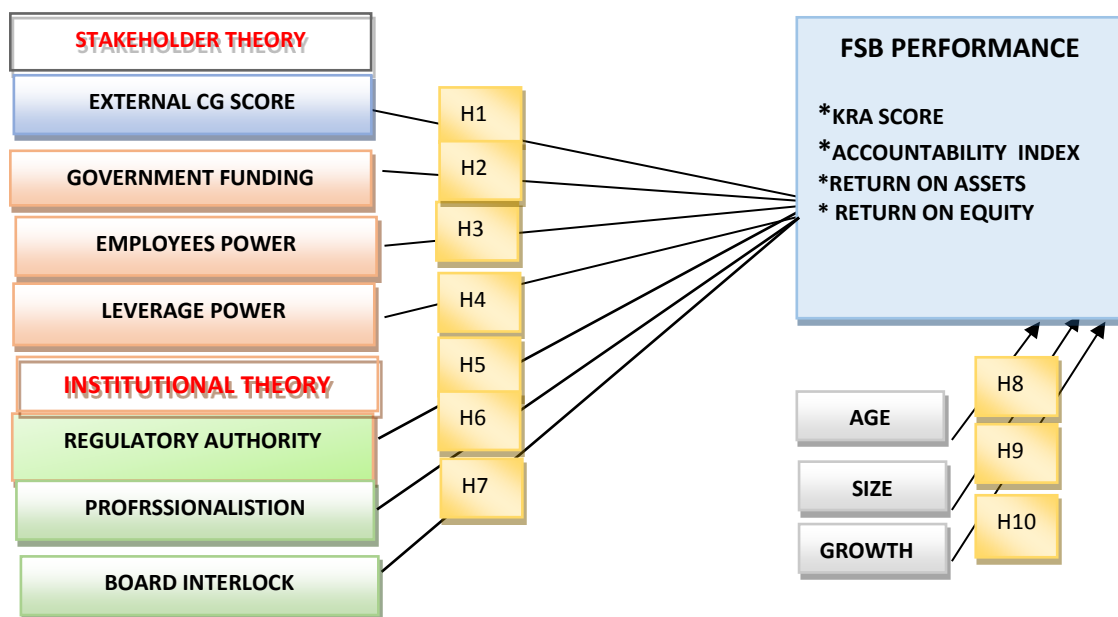 STAKEHOLDER THEORY
EXTERNAL CG SCORE
GOVERNMENT FUNDING
EMPLOYEES POWER
LEVERAGE POWER
INSTITUTIONAL THEORY
REGULATORY AUTHORITY
PROFRSSIONALISTION
BOARD INTERLOCK
H1
H2
H3
H4
H5
H6
H7
FSB PERFORMANCE
*KRA SCORE
*ACCOUNTABILITY INDEX
*RETURN ON ASSETS
* RETURN ON EQUITY
AGE
SIZE
GROWTH
H8
H9
H10